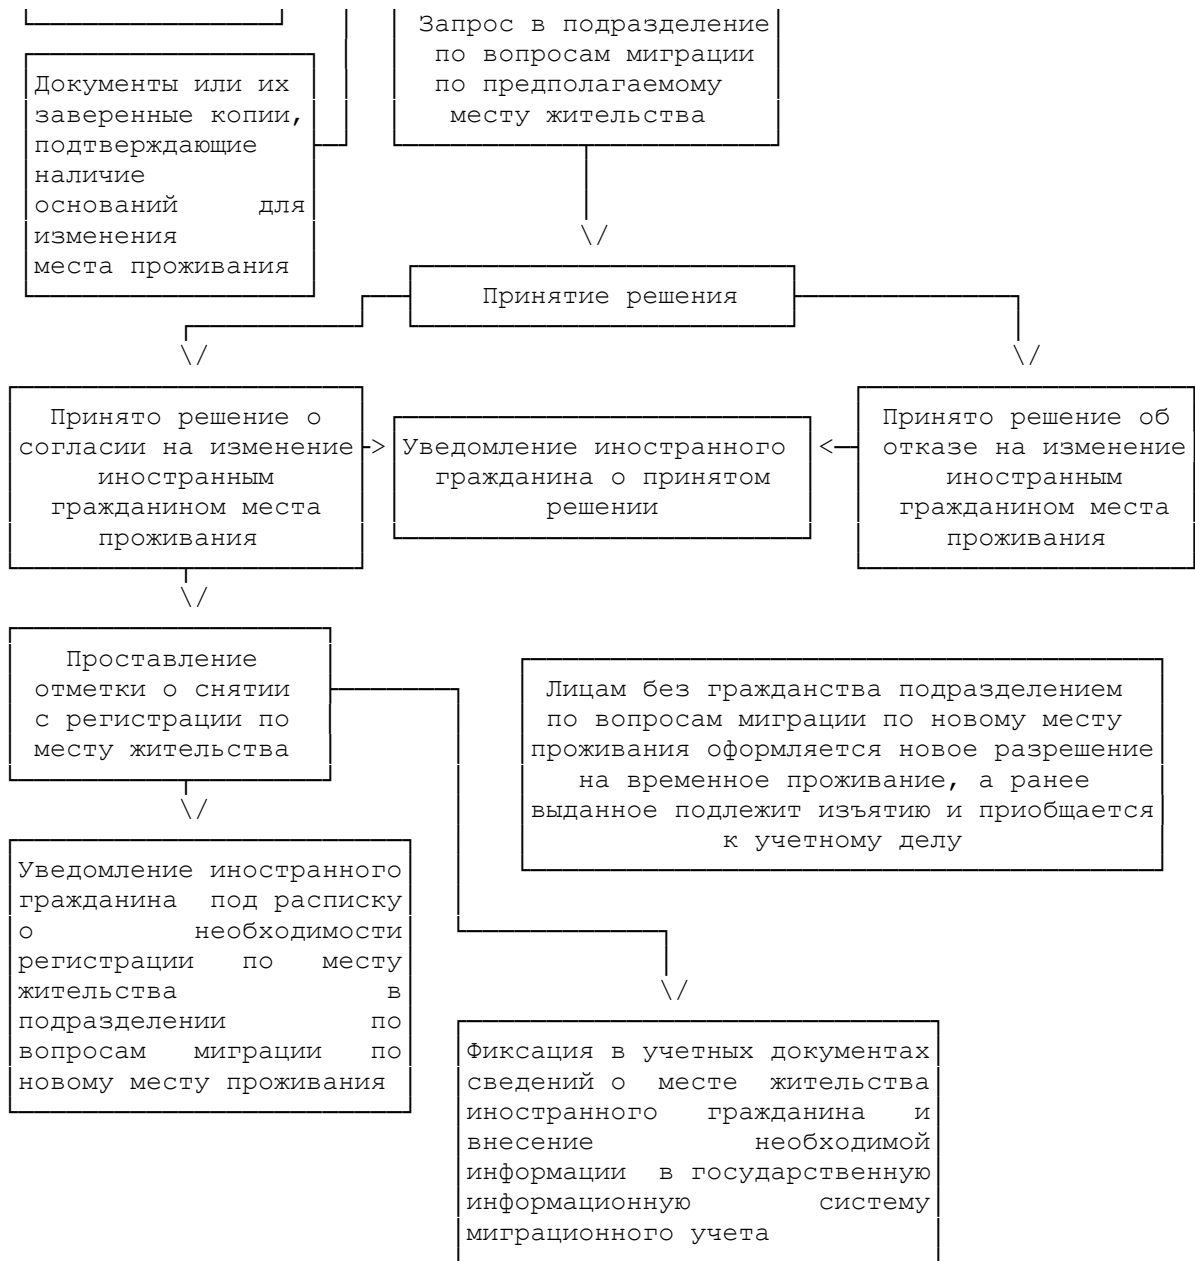 Запрос в подразделение
по вопросам миграции
по предполагаемому
месту жительства
Документы или их
заверенные копии,
подтверждающие
наличие
оснований для
изменения
места проживания
Принятие решения
Принято решение о
согласии на изменение
иностранным
гражданином места
проживания
Уведомление иностранного
гражданина о принятом
решении
Принято решение об
отказе на изменение
иностранным
гражданином места
проживания
Проставление
отметки о снятии
с регистрации по
месту жительства
Лицам без гражданства подразделением
по вопросам миграции по новому месту
проживания оформляется новое разрешение
на временное проживание, а ранее
выданное подлежит изъятию и приобщается
к учетному делу
Уведомление иностранного
гражданина под расписку
о необходимости
регистрации по месту
жительства в
подразделении по
вопросам миграции по
новому месту проживания
Фиксация в учетных документах
сведений о месте жительства
иностранного гражданина и
внесение необходимой
информации в государственную
информационную систему
миграционного учета